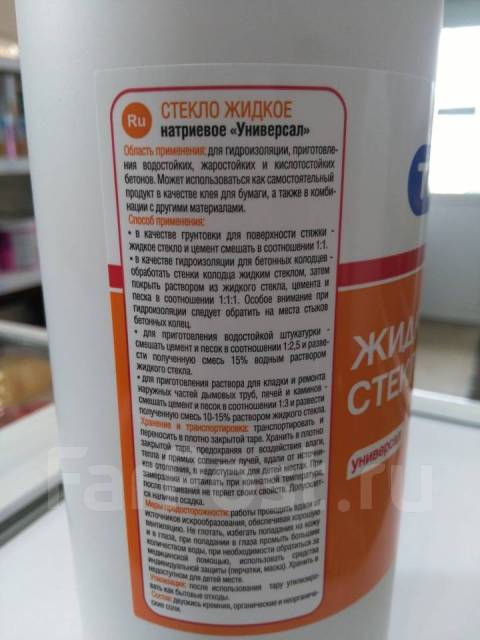 Ru
СТЕКЛО ЖИДКОЕ
натриевое «Универсал»
Область применения: для гидроизоляции, приготовле-
ния водостойких, жаростойких и кислотостойких
бетонов. Может использоваться как самостоятельный
продукт в качестве клея для бумаги, а также в комби-
нации с другими материалами.
Способ применения:
• в качестве грунтовки для поверхности стяжки -
жидкое стекло и цемент смешать в соотношении 1:1.
• в качестве гидроизоляции для бетонных колодцев -
обработать стенки колодца жидким стеклом, затем
покрыть раствором из жидкого стекла, цемента и
песка в соотношении 1:1:1. Особое внимание при
гидроизоляции следует обратить на места стыков
бетонных колец.
• для приготовления водостойкой штукатурки -
смешать цемент и песок в соотношении 1:2,5 и разве-
сти полученную смесь 15% водным раствором
жидкого стекла.
• для приготовления раствора для кладки и ремонта
наружных частей дымовых труб, печей и каминов -
смешать цемент и песок в соотношении 1:3 и развести
полученную смесь 10-15% раствором жидкого стекла.
Хранение и транспортировка: транспортировать и
переносить в плотно закрытой таре. Хранить в плотно
закрытой таре, предохраняя от воздействия влаги,
тепла и прямых солнечных лучей, вдали от источни-
ков отопления, в недоступных для детей местах. При
замерзании и оттаивать при комнатной температуре,
после оттаивания не теряет своих свойств. Допускает-
ся наличие осадка.
Меры предосторожности: работы проводить вдали от
источников искрообразования, обеспечивая хорошую
вентиляцию. Не глотать, избегать попадания на кожу
и в глаза, при попадании в глаза промыть большим
количеством воды, при необходимости обратиться за
медицинской помощью, использовать средства
индивидуальной защиты (перчатки, маска). Хранить в
недоступном для детей месте.
Утилизация: после использования тару утилизиро-
вать как бытовые отходы.
Состав: двуокись кремния, органические и неорганиче-
ские соли.
ЖИД
СТЕК
универсал